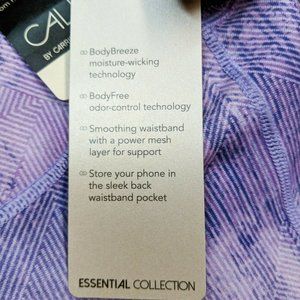 CAL
BY CARRI
∞ BodyBreeze
moisture-wicking
technology
∞ BodyFree
odor-control technology
∞ Smoothing waistband
with a power mesh
layer for support
∞ Store your phone in
the sleek back
waistband pocket
ESSENTIAL COLLECTION